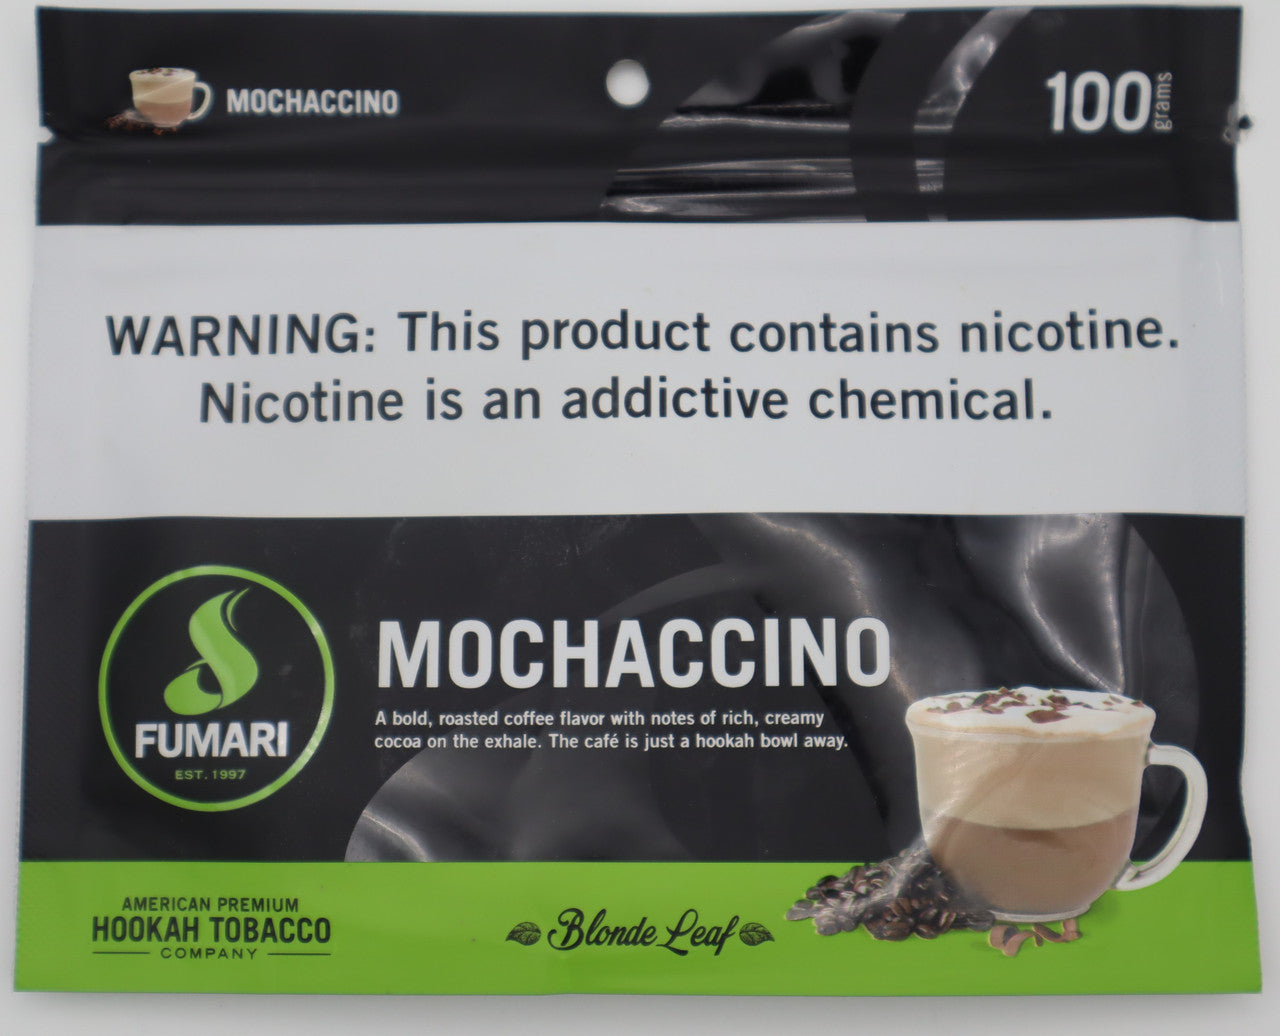 MOCHACCINO
100 grams
WARNING: This product contains nicotine.
Nicotine is an addictive chemical.
FUMARI
EST. 1997
MOCHACCINO
A bold, roasted coffee flavor with notes of rich, creamy
cocoa on the exhale. The café is just a hookah bowl away.
AMERICAN PREMIUM
HOOKAH TOBACCO
COMPANY
Blonde Leaf